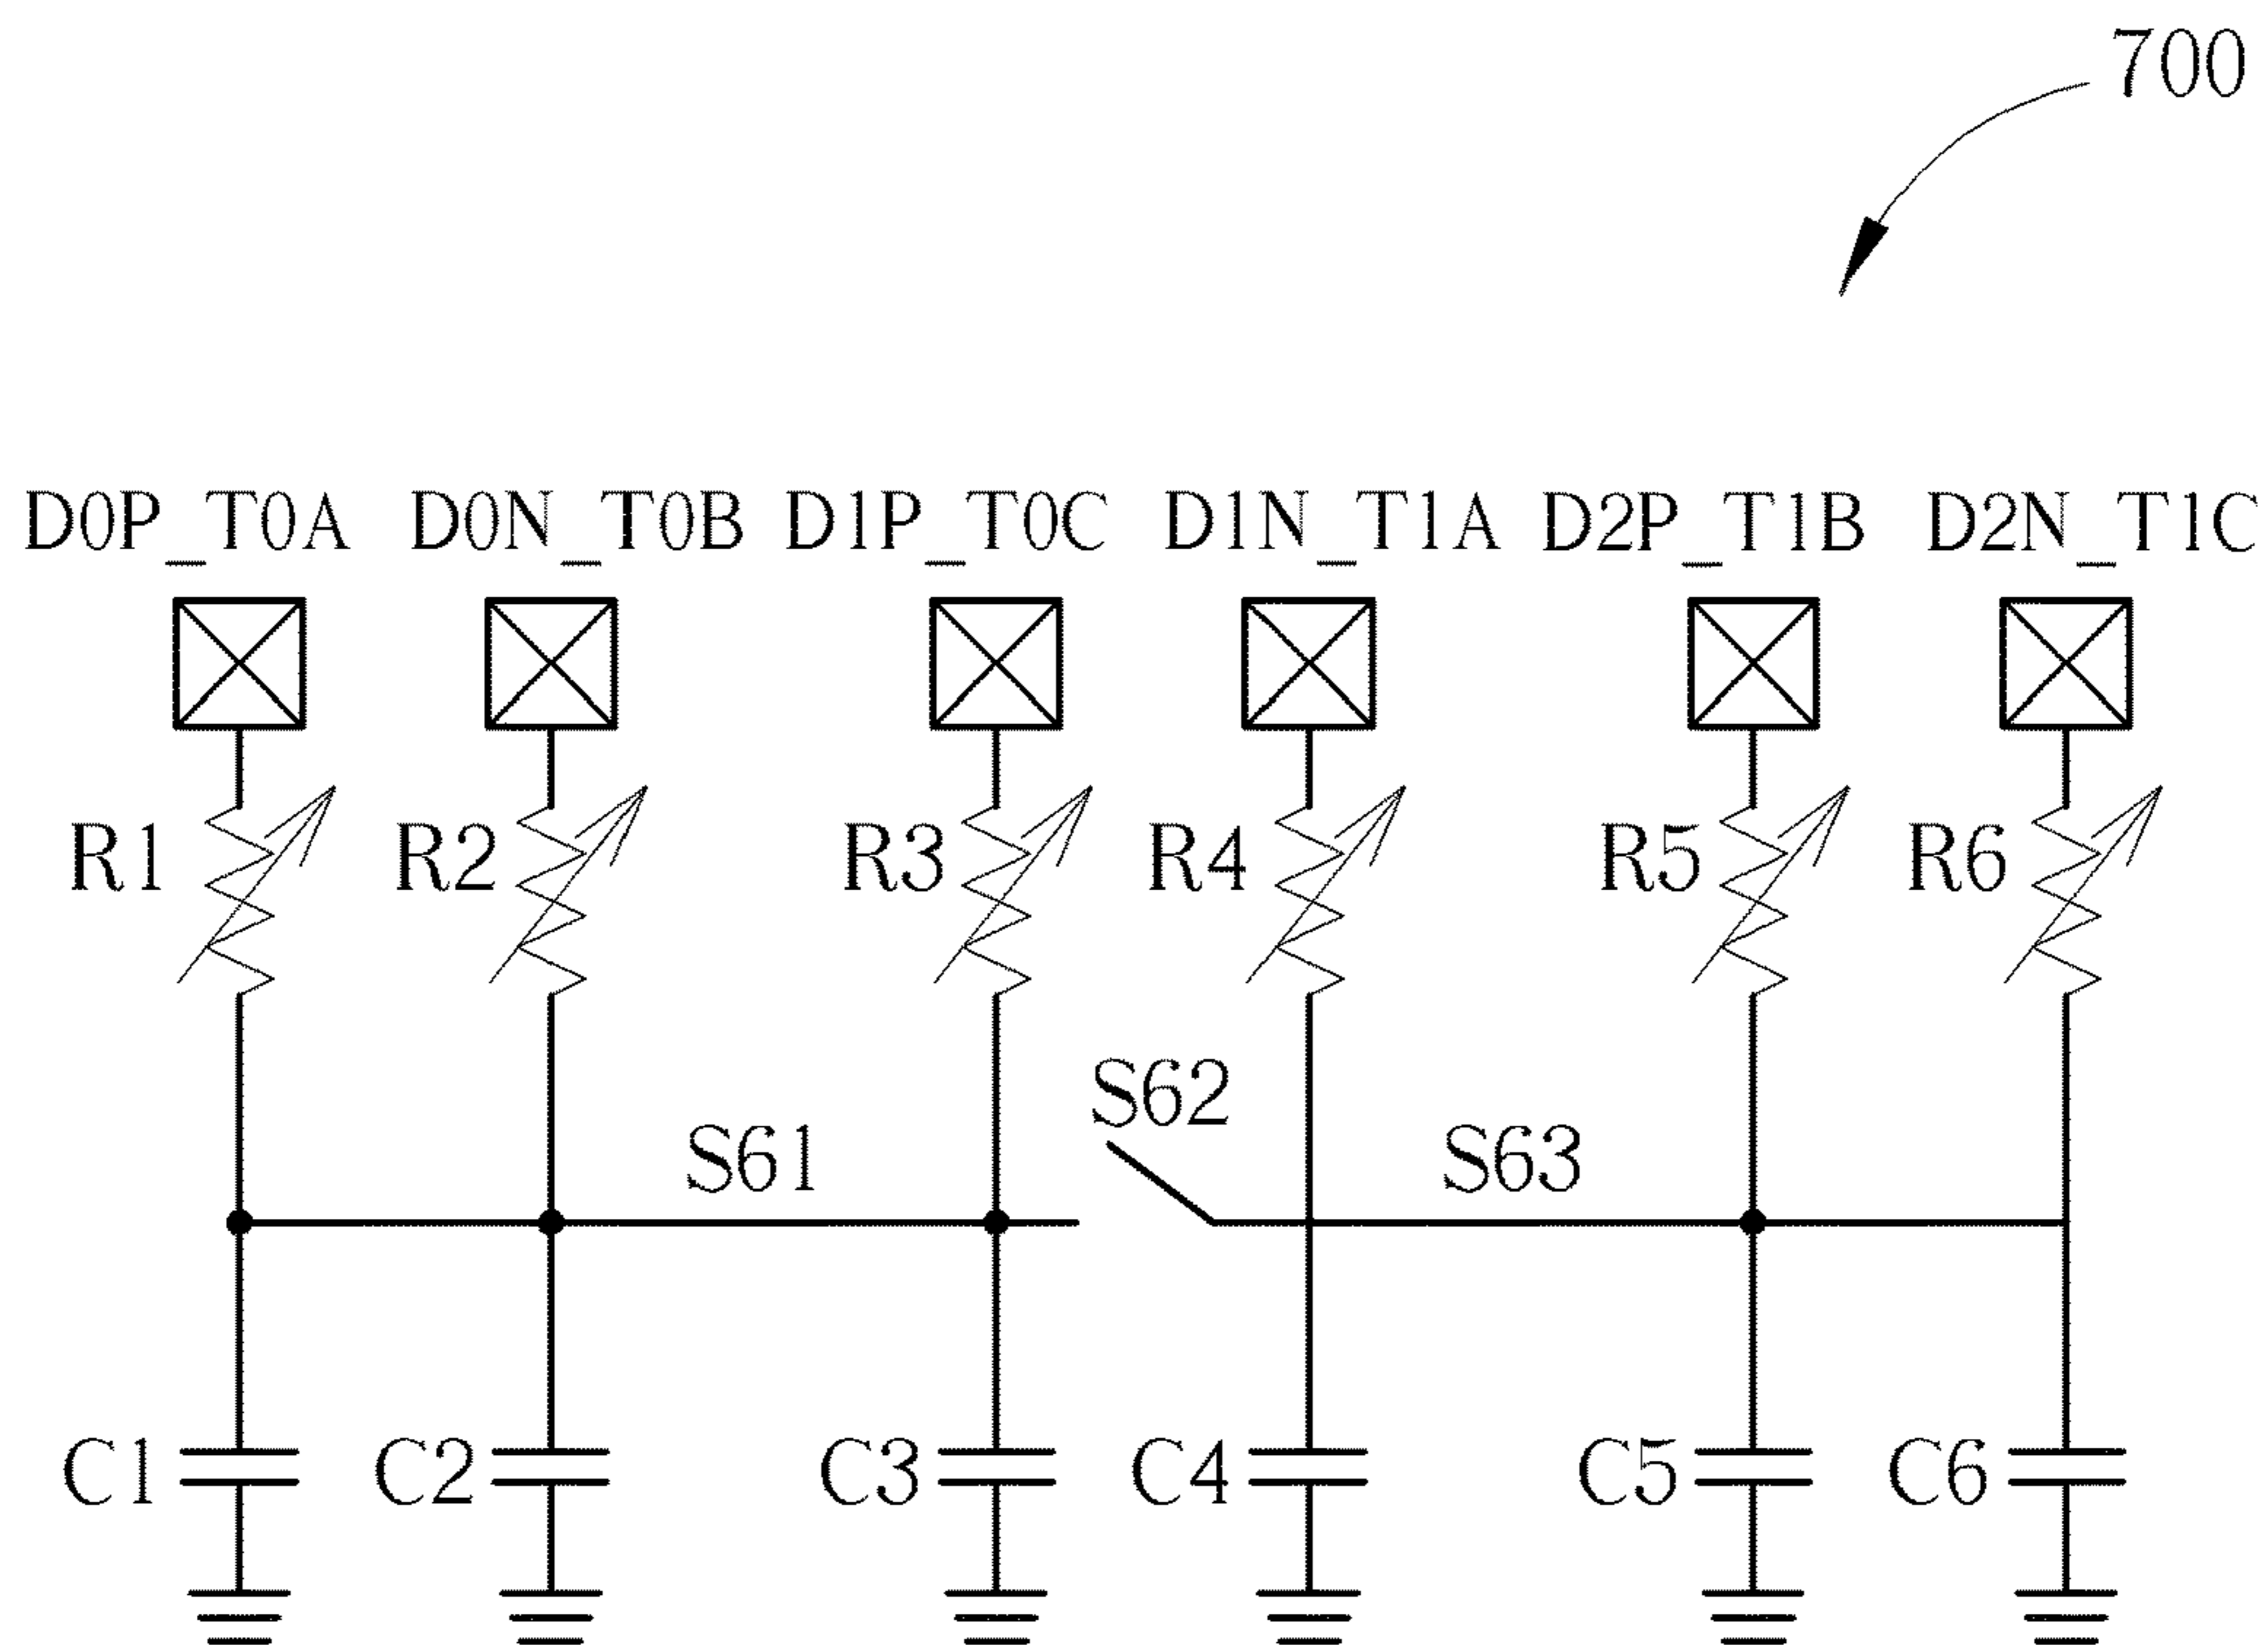 700
D0P_T0A D0N_T0B D1P_T0C D1N_T1A D2P_T1B D2N_T1C
R1 R2 R3 R4 R5 R6
S62
S61 S63
C1 C2 C3 C4 C5 C6